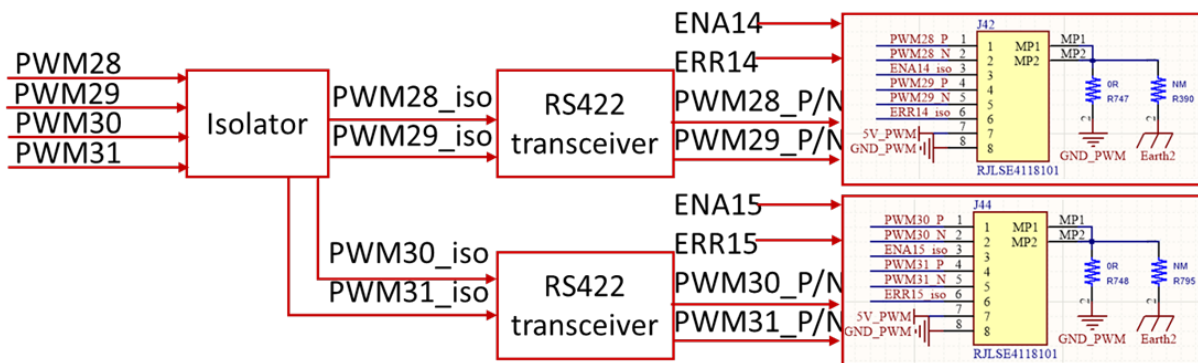 PWM28
PWM29
PWM30
PWM31
Isolator
PWM28_iso
PWM29_iso
RS422
transceiver
ENA14
ERR14
PWM28_P/N
PWM29_P/N
J42
PWM28_P 1 1 MP1 MP1
PWM28_N 2 2 MP2 MP2
ENA14_iso 3 3
PWM29_P 4 4
PWM29_N 5 5
ERR14_iso 6 6
5V_PWM 7 7
GND_PWM 8 8
RJLSE4118101
0R
R747
2
GND_PWM
NM
R390
2
Earth2
PWM30_iso
PWM31_iso
RS422
transceiver
ENA15
ERR15
PWM30_P/N
PWM31_P/N
J44
PWM30_P 1 1 MP1 MP1
PWM30_N 2 2 MP2 MP2
ENA15_iso 3 3
PWM31_P 4 4
PWM31_N 5 5
ERR15_iso 6 6
5V_PWM 7 7
GND_PWM 8 8
RJLSE4118101
0R
R748
2
GND_PWM
NM
R795
2
Earth2